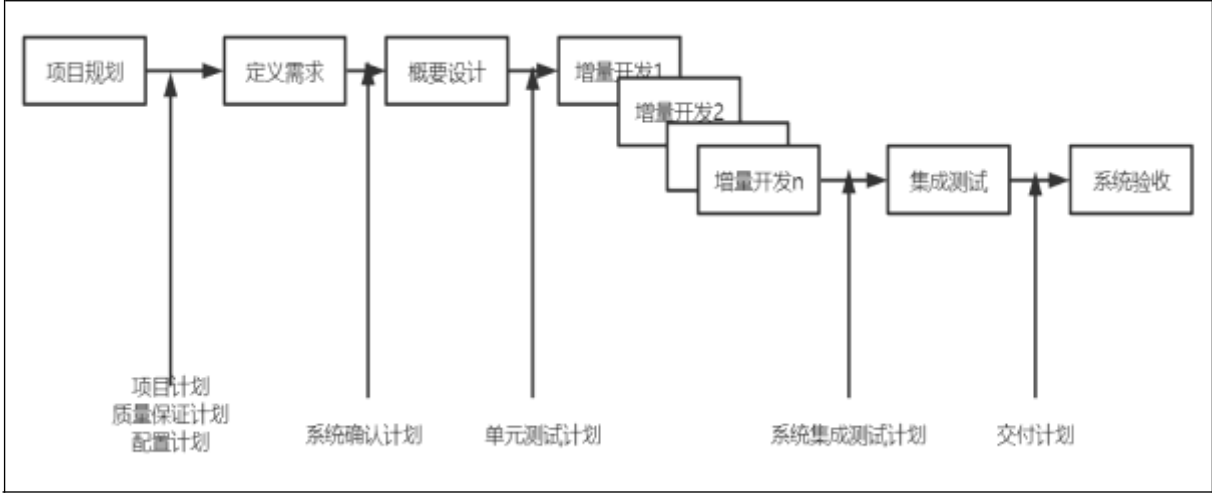 项目规划
定义需求
概要设计
增量开发1
增量开发2
增量开发n
集成测试
系统验收
项目计划
质量保证计划
配置计划
系统确认计划
单元测试计划
系统集成测试计划
交付计划